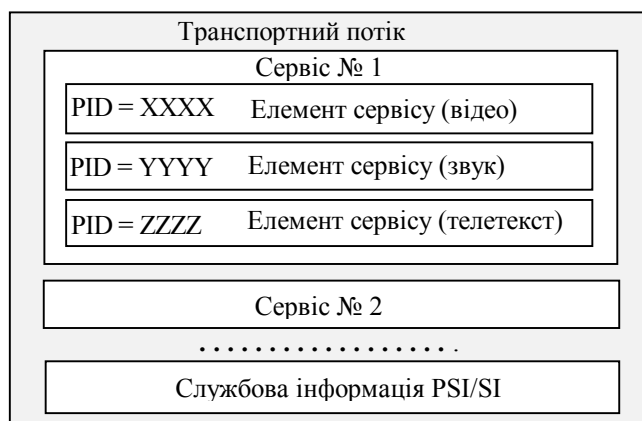 Транспортний потік
Сервіс № 1
PID = XXXX Елемент сервісу (відео)
PID = YYYY Елемент сервісу (звук)
PID = ZZZZ Елемент сервісу (телетекст)
Сервіс № 2
. . . . . . . . . . . . . . . . . . .
Службова інформація PSI/SI